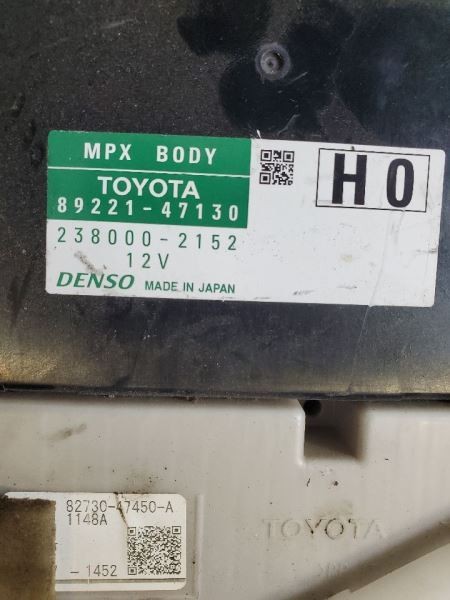 MPX BODY
TOYOTA
89221-47130
H0
238000-2152
12V
DENSO MADE IN JAPAN
82730-47450-A
1148A
- 1452
TOYOTA